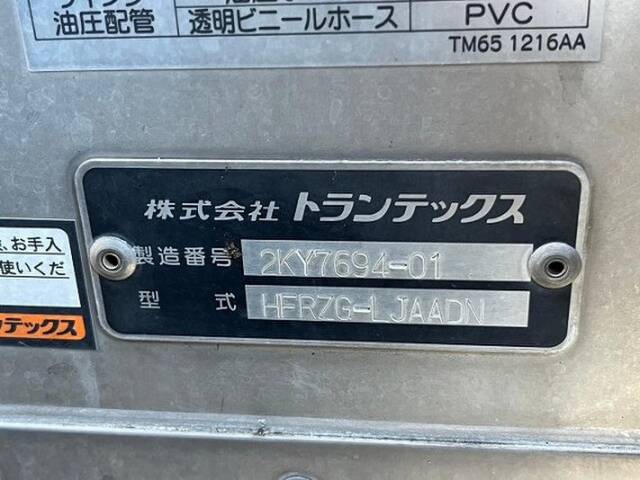 油圧配管
透明ビニールホース
PVC
TM65 1216AA
株式会社 トランテックス
製造番号 2KY7694-01
型 式 HFRZG-LJAADN
お手入
使いくだ
テックス